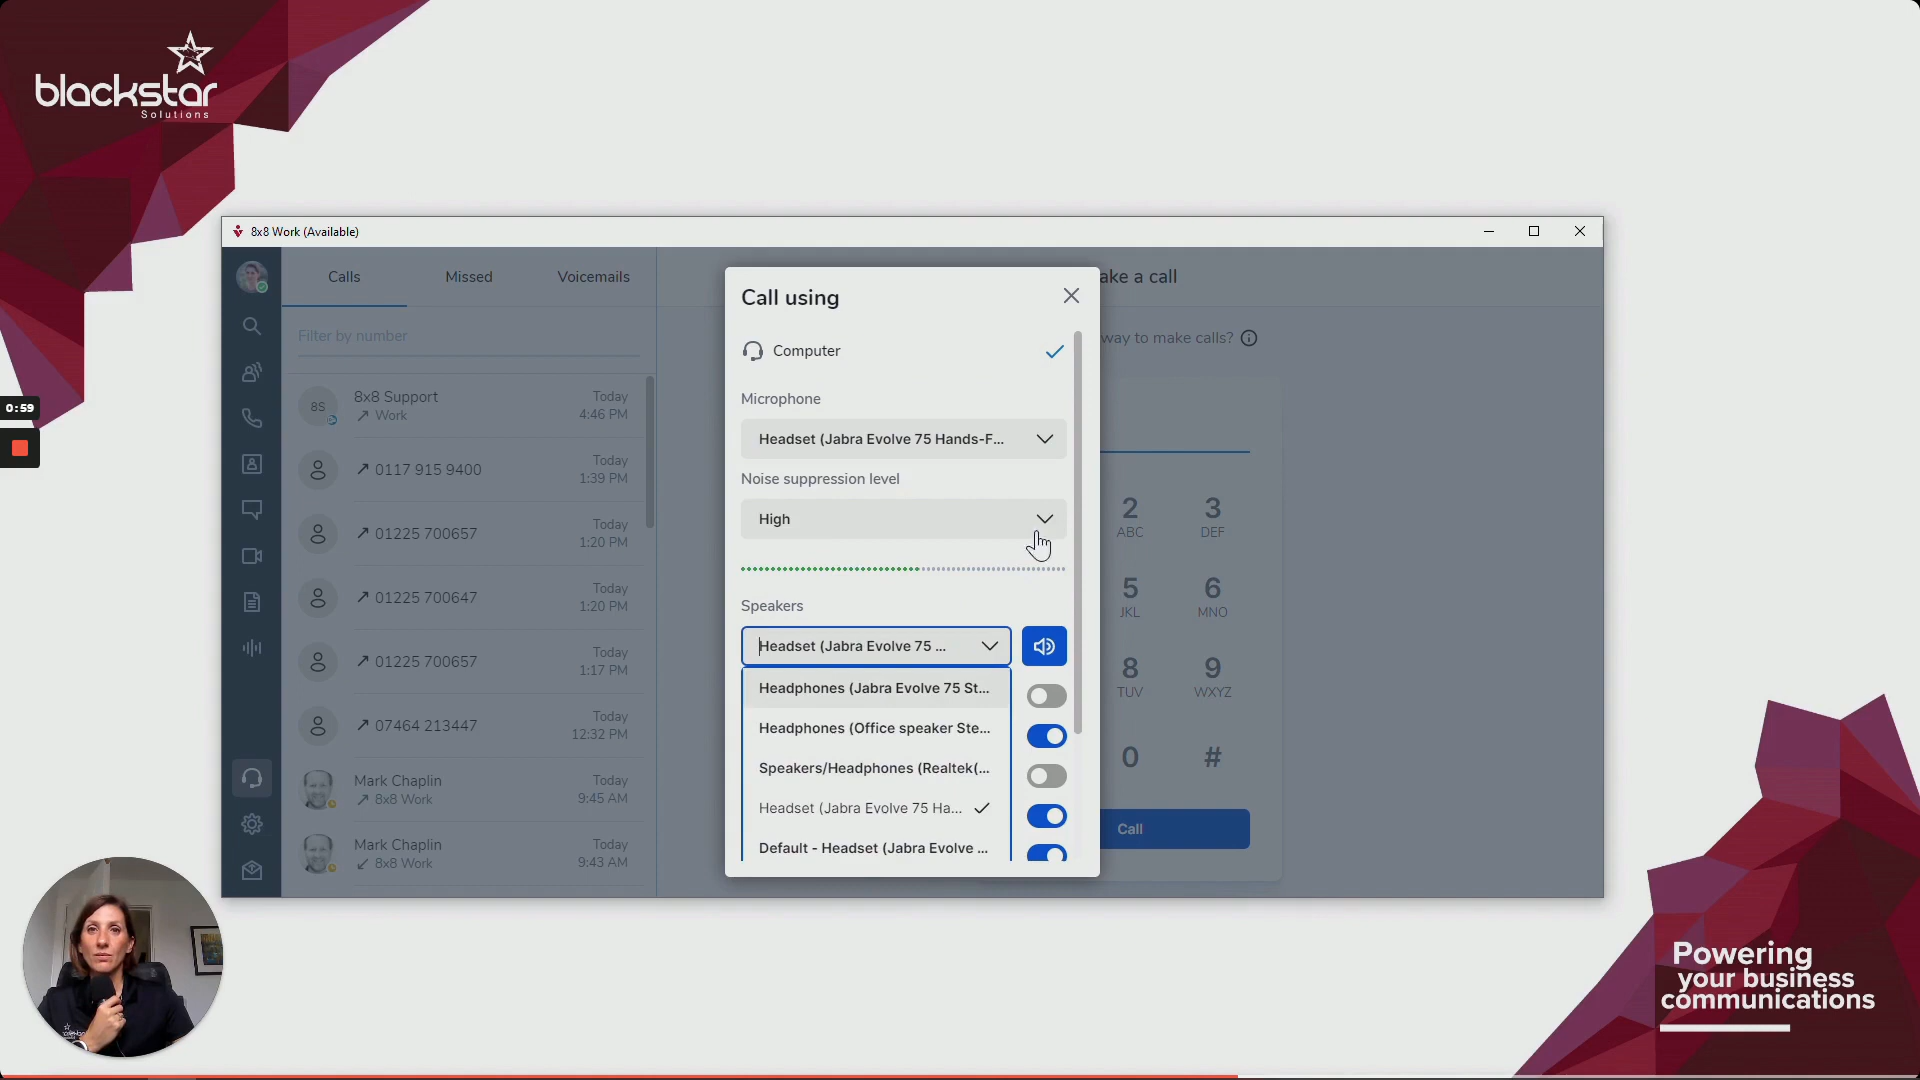 blackstar
Solutions
8x8 Work (Available)
Calls
Missed
Voicemails
Filter by number
8S
8x8 Support
Work
Today
4:46 PM
0117 915 9400
Today
1:39 PM
01225 700657
Today
1:20 PM
01225 700647
Today
1:20 PM
01225 700657
Today
1:17 PM
07464 213447
Today
12:32 PM
Mark Chaplin
8x8 Work
Today
9:45 AM
Mark Chaplin
8x8 Work
Today
9:43 AM
0:59
Call using
Computer
Microphone
Headset (Jabra Evolve 75 Hands-F...
Noise suppression level
High
Speakers
Headset (Jabra Evolve 75 ...
Headphones (Jabra Evolve 75 St...
Headphones (Office speaker Ste...
Speakers/Headphones (Realtek(...
Headset (Jabra Evolve 75 Ha...
Default - Headset (Jabra Evolve ...
ake a call
way to make calls?
2
ABC
3
DEF
5
JKL
6
MNO
8
TUV
9
WXYZ
0
#
Call
Powering
your business
communications